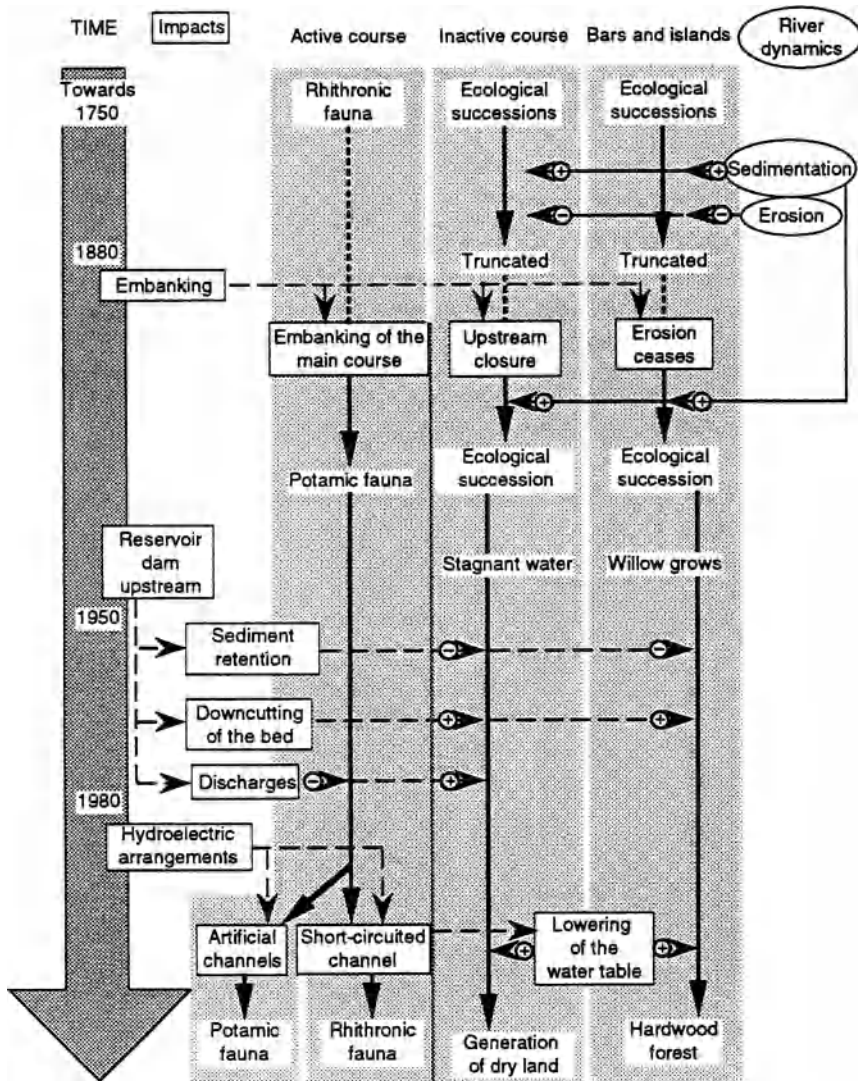 TIME
Impacts
Active course
Inactive course
Bars and islands
River
dynamics
Towards
1750
Rhithronic
fauna
Ecological
successions
Ecological
successions
+
+
Sedimentation
−
−
Erosion
1880
Truncated
Truncated
Embanking
Embanking of the
main course
Upstream
closure
Erosion
ceases
+
+
Potamic fauna
Ecological
succession
Ecological
succession
Reservoir
dam
upstream
Stagnant water
Willow grows
1950
Sediment
retention
−
−
Downcutting
of the bed
+
+
Discharges
−
+
1980
Hydroelectric
arrangements
Artificial
channels
Short-circuited
channel
Lowering
of the
water table
+
+
Potamic
fauna
Rhithronic
fauna
Generation
of dry land
Hardwood
forest